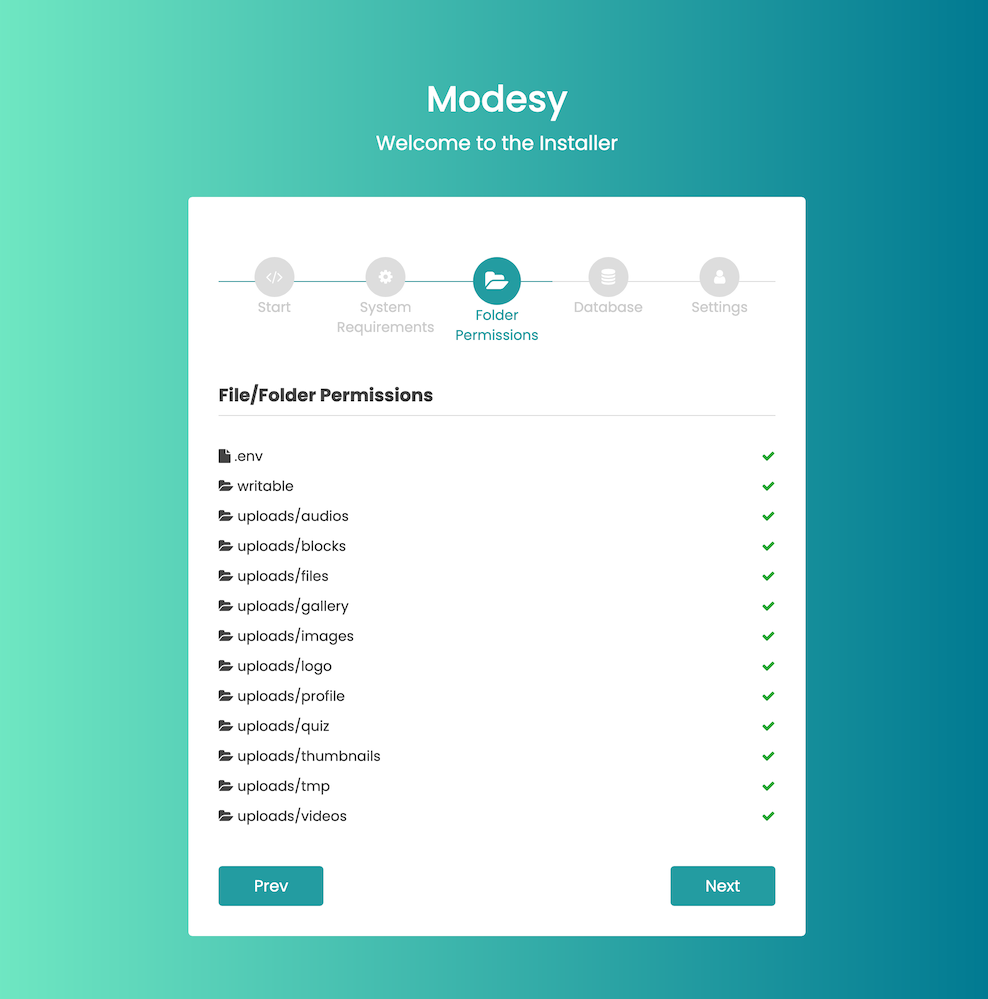 Modesy
Welcome to the Installer
Start
System
Requirements
Folder
Permissions
Database
Settings
File/Folder Permissions
.env
writable
uploads/audios
uploads/blocks
uploads/files
uploads/gallery
uploads/images
uploads/logo
uploads/profile
uploads/quiz
uploads/thumbnails
uploads/tmp
uploads/videos
Prev
Next